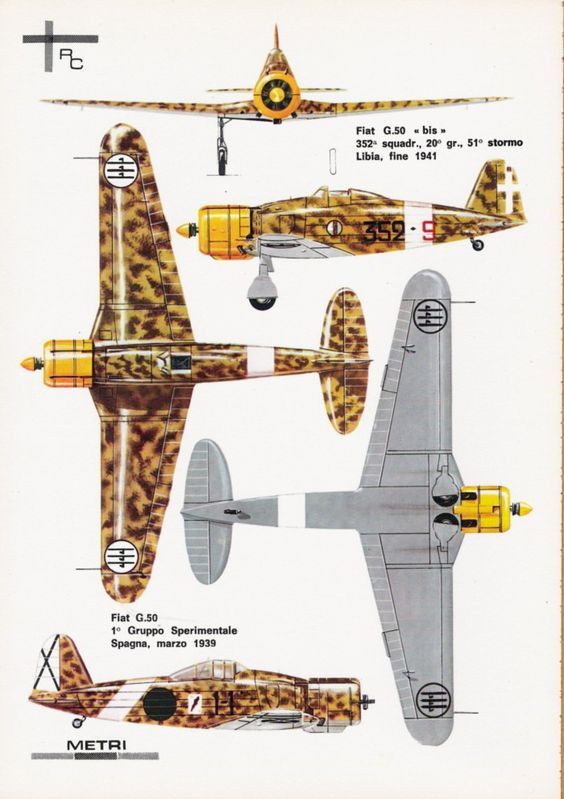 RC
Fiat G.50 « bis »
352ª squadr., 20º gr., 51º stormo
Libia, fine 1941
352 - 9
Fiat G.50
1º Gruppo Sperimentale
Spagna, marzo 1939
11
METRI